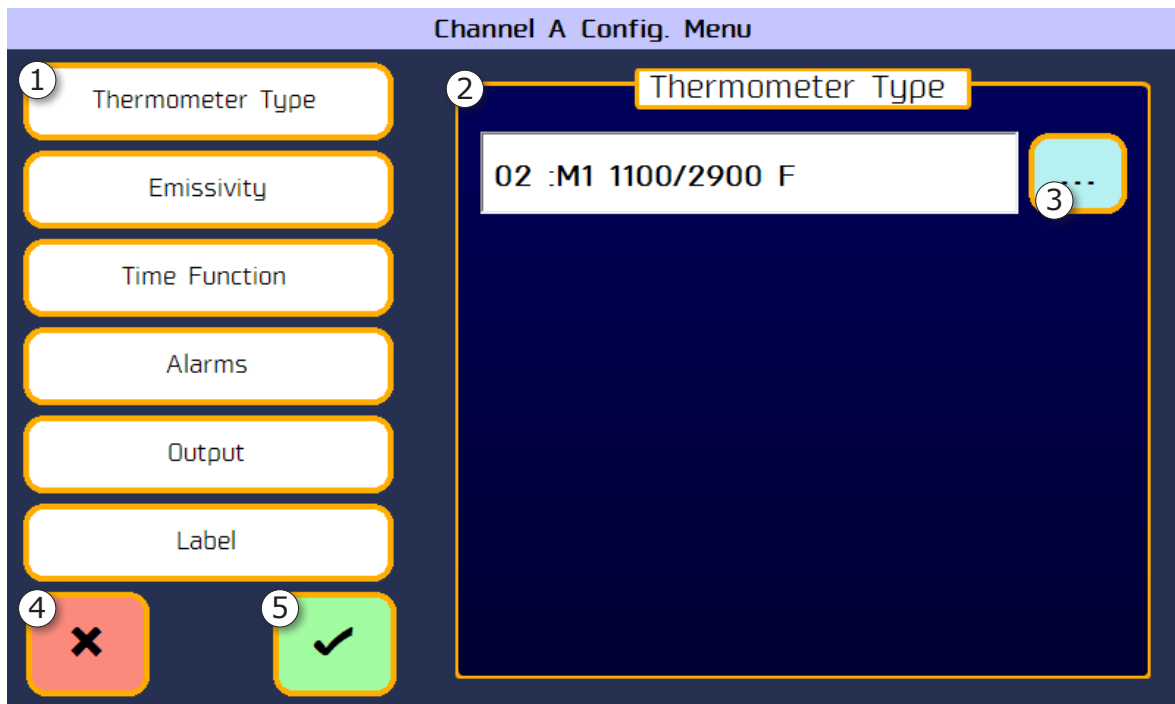 Channel A Config. Menu
1
Thermometer Type
Emissivity
Time Function
Alarms
Output
Label
4
5
2
Thermometer Type
02 :M1 1100/2900 F
...
3